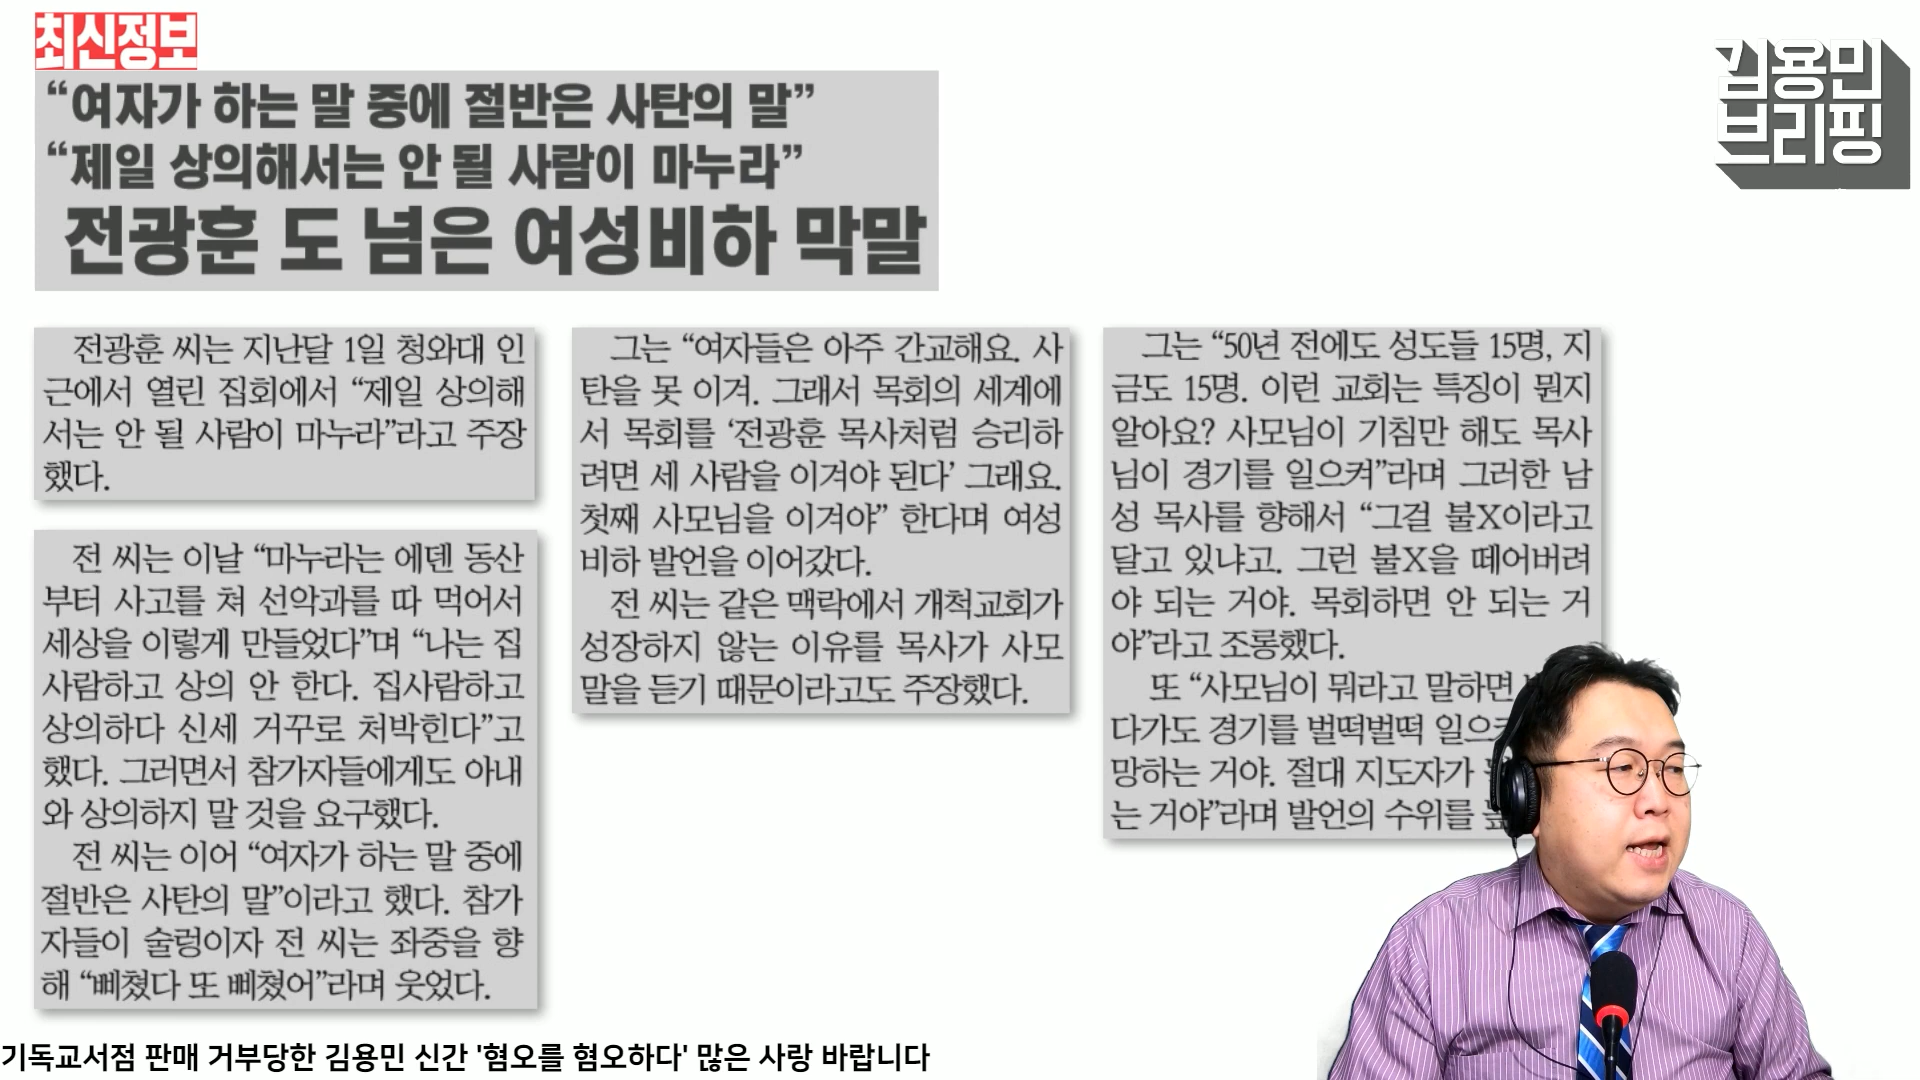 최신정보
김용민
브리핑
“여자가 하는 말 중에 절반은 사탄의 말”
“제일 상의해서는 안 될 사람이 마누라”
전광훈 도 넘은 여성비하 막말
전광훈 씨는 지난달 1일 청와대 인
근에서 열린 집회에서 “제일 상의해
서는 안 될 사람이 마누라”라고 주장
했다.
전 씨는 이날 “마누라는 에덴 동산
부터 사고를 쳐 선악과를 따 먹어서
세상을 이렇게 만들었다”며 “나는 집
사람하고 상의 안 한다. 집사람하고
상의하다 신세 거꾸로 처박힌다”고
했다. 그러면서 참가자들에게도 아내
와 상의하지 말 것을 요구했다.
전 씨는 이어 “여자가 하는 말 중에
절반은 사탄의 말”이라고 했다. 참가
자들이 술렁이자 전 씨는 좌중을 향
해 “삐쳤다 또 삐쳤어”라며 웃었다.
그는 “여자들은 아주 간교해요. 사
탄을 못 이겨. 그래서 목회의 세계에
서 목회를 ‘전광훈 목사처럼 승리하
려면 세 사람을 이겨야 된다’ 그래요.
첫째 사모님을 이겨야” 한다며 여성
비하 발언을 이어갔다.
전 씨는 같은 맥락에서 개척교회가
성장하지 않는 이유를 목사가 사모
말을 듣기 때문이라고도 주장했다.
그는 “50년 전에도 성도들 15명, 지
금도 15명. 이런 교회는 특징이 뭔지
알아요? 사모님이 기침만 해도 목사
님이 경기를 일으켜”라며 그러한 남
성 목사를 향해서 “그걸 불X이라고
달고 있냐고. 그런 불X을 떼어버려
야 되는 거야. 목회하면 안 되는 거
야”라고 조롱했다.
또 “사모님이 뭐라고 말하면
다가도 경기를 벌떡벌떡
망하는 거야. 절대 지도자가
는 거야”라며 발언의 수위를
기독교서점 판매 거부당한 김용민 신간 '혐오를 혐오하다' 많은 사랑 바랍니다